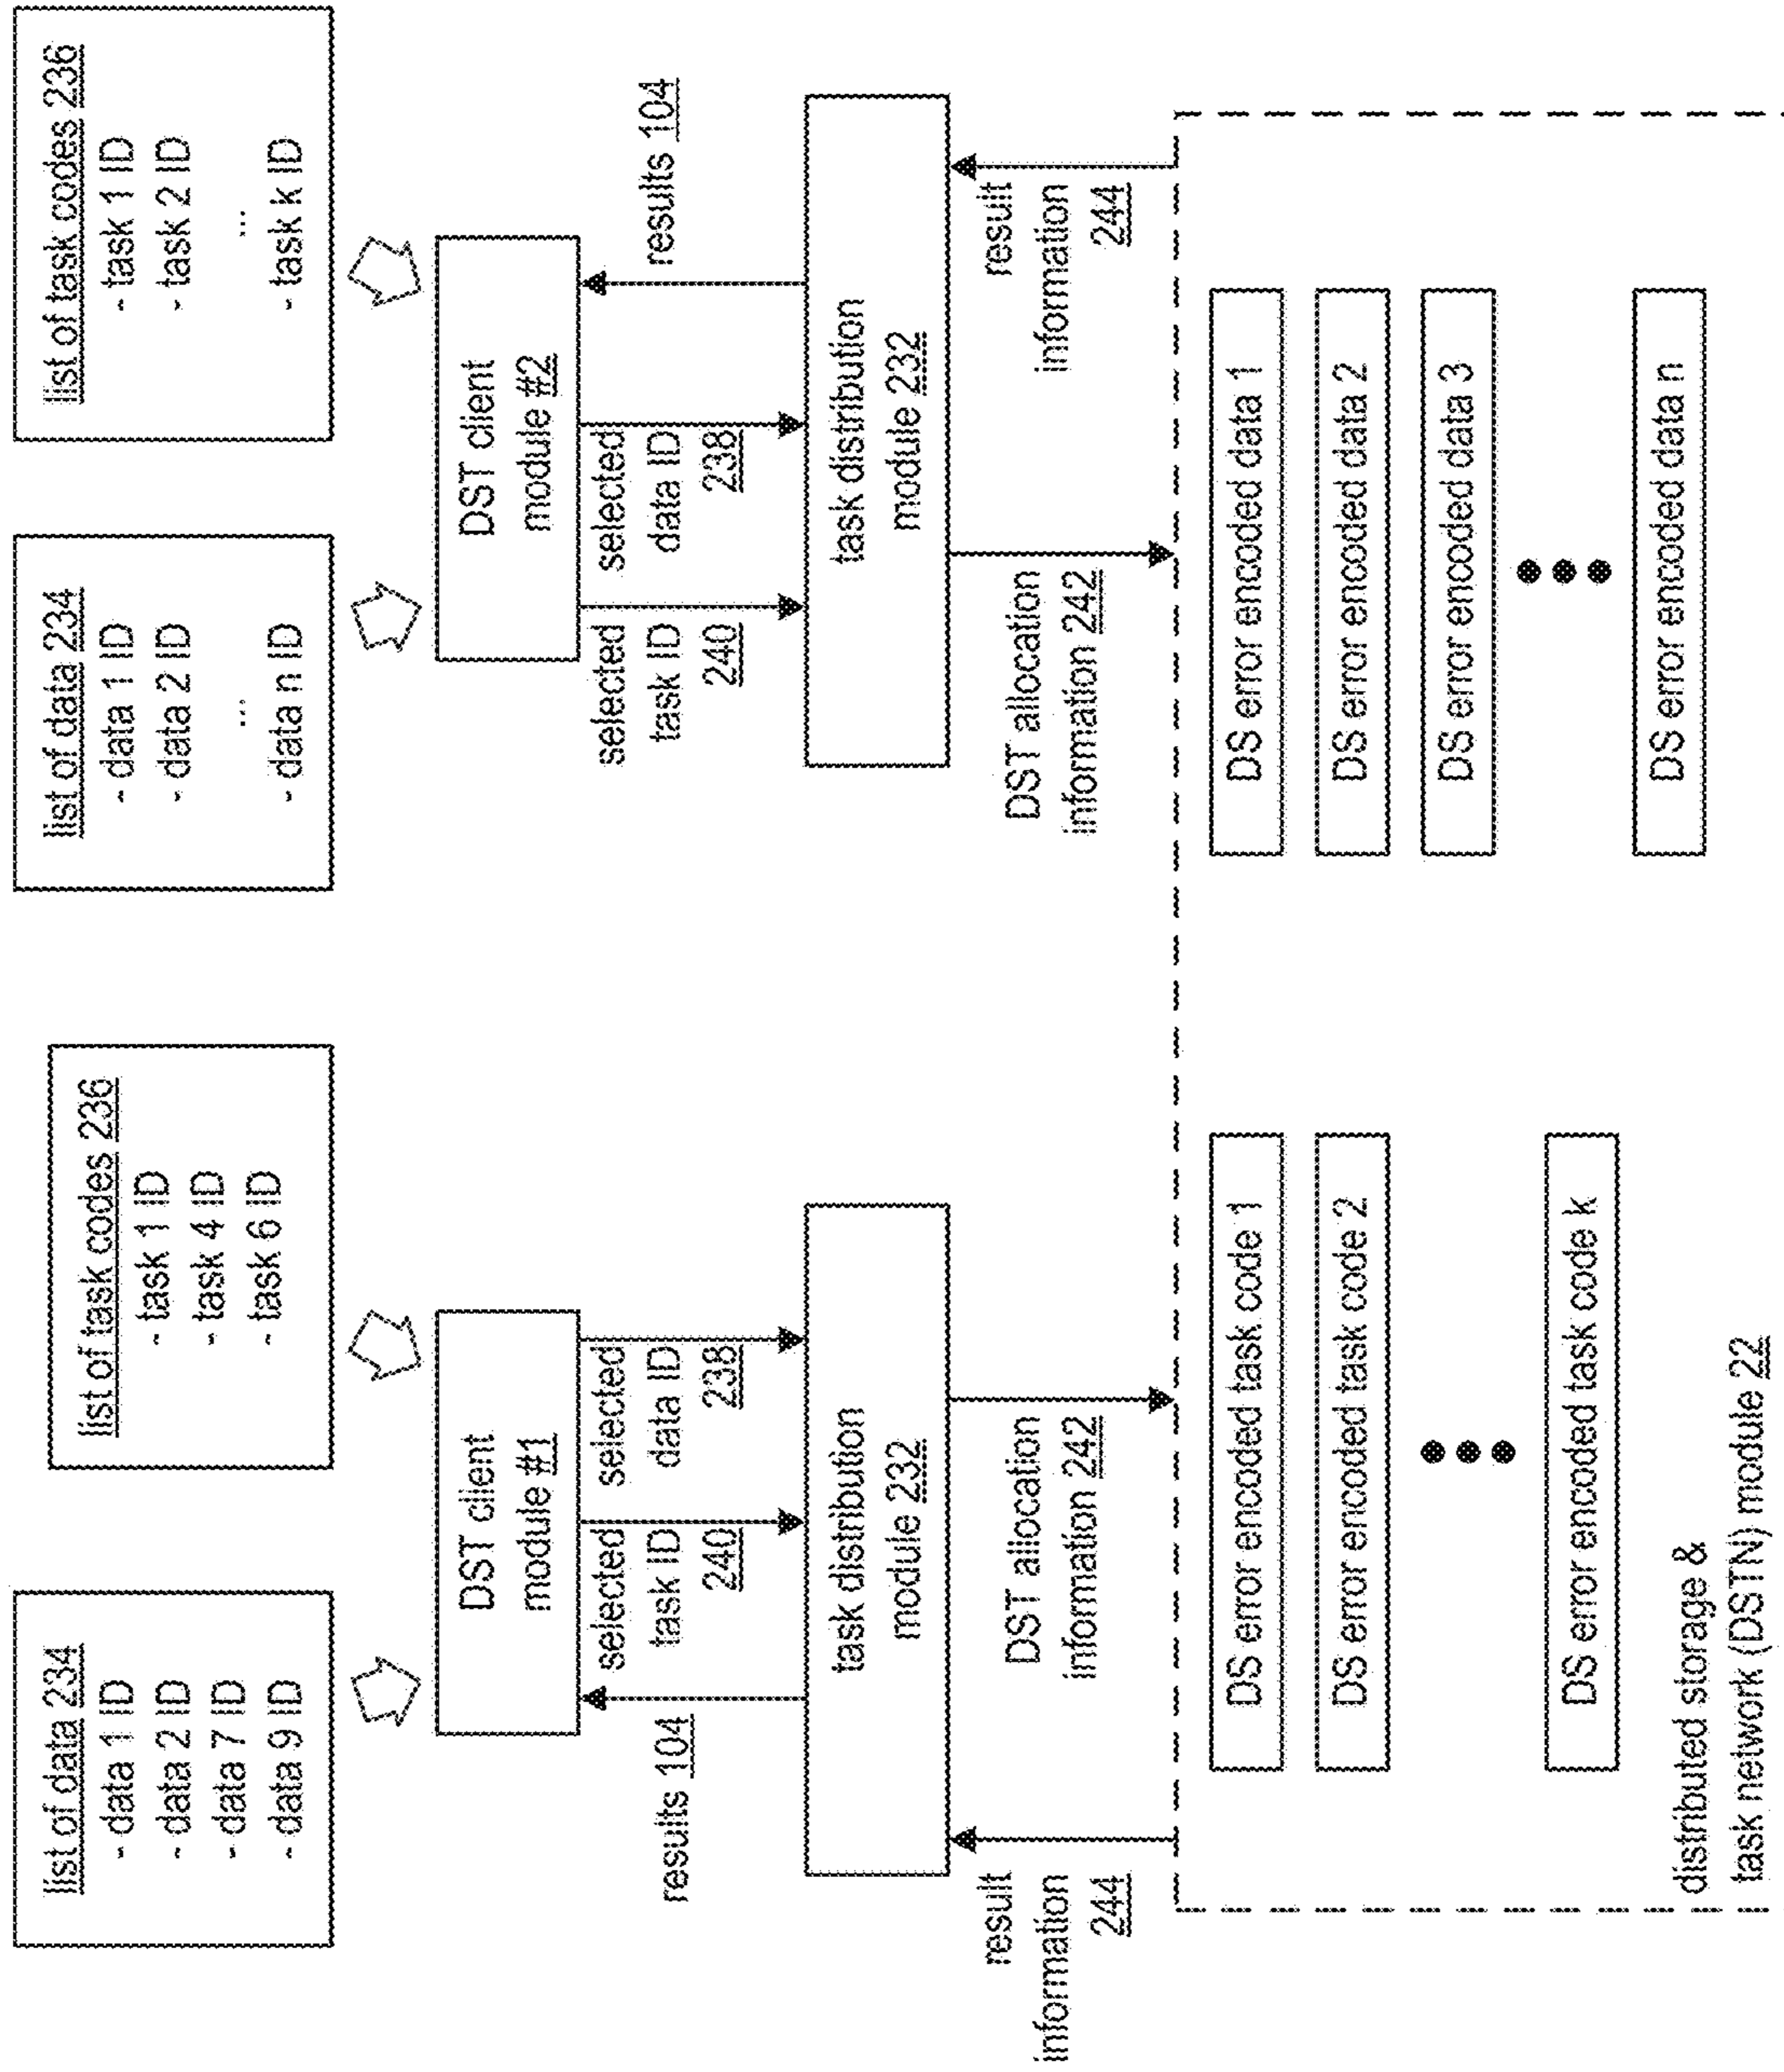 list of data 234
- data 1 ID
- data 2 ID
- data 7 ID
- data 9 ID
list of task codes 236
- task 1 ID
- task 4 ID
- task 6 ID
list of data 234
- data 1 ID
- data 2 ID
...
- data n ID
list of task codes 236
- task 1 ID
- task 2 ID
...
- task k ID
DST client
module #1
DST client
module #2
results 104
selected
task ID
240
selected
data ID
238
selected
task ID
240
selected
data ID
238
results 104
task distribution
module 232
task distribution
module 232
result
information
244
DST allocation
information 242
DST allocation
information 242
result
information
244
DS error encoded task code 1
DS error encoded task code 2
DS error encoded task code k
DS error encoded data 1
DS error encoded data 2
DS error encoded data 3
DS error encoded data n
distributed storage &
task network (DSTN) module 22